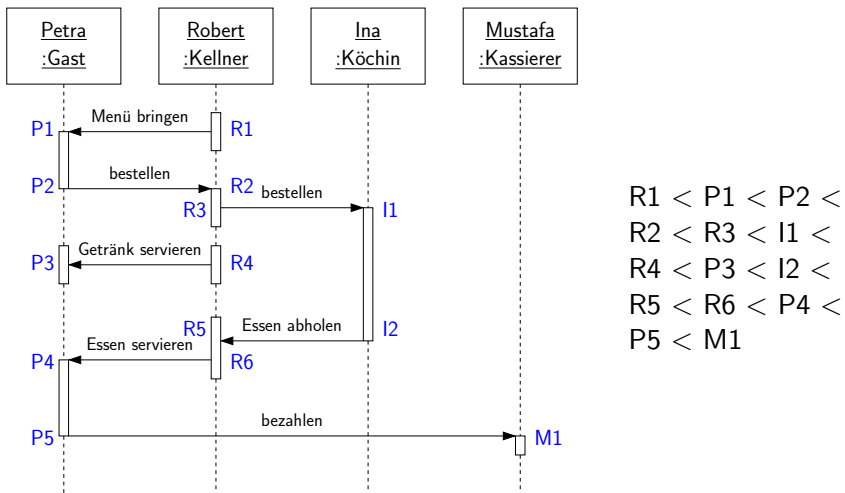 Petra
:Gast
Robert
:Kellner
Ina
:Köchin
Mustafa
:Kassierer
P1
Menü bringen
R1
P2
bestellen
R2
R3
bestellen
I1
P3
Getränk servieren
R4
R5
Essen abholen
I2
P4
Essen servieren
R6
P5
bezahlen
M1
R1 < P1 < P2 <
R2 < R3 < I1 <
R4 < P3 < I2 <
R5 < R6 < P4 <
P5 < M1